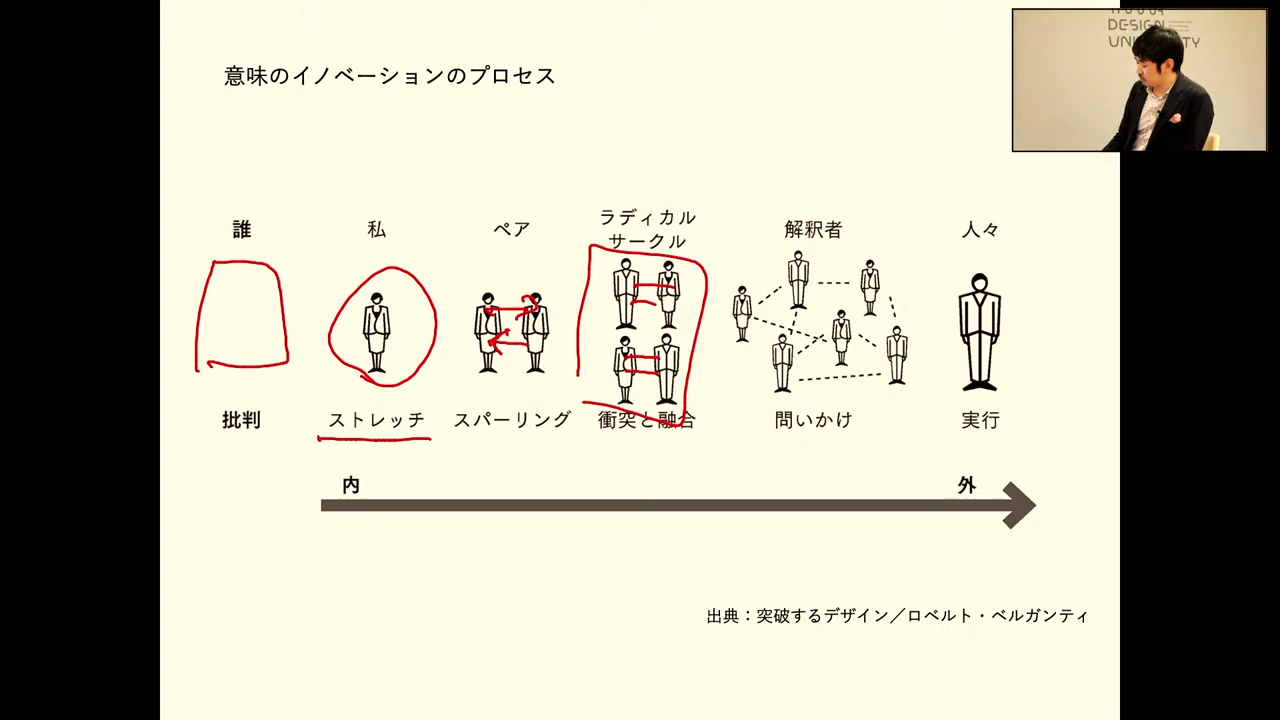 意味のイノベーションのプロセス
DESIGN
誰
私
ペア
ラディカル
サークル
解釈者
人々
批判
ストレッチ
スパーリング
衝突と融合
問いかけ
実行
内
外
出典：突破するデザイン／ロベルト・ベルガンティ